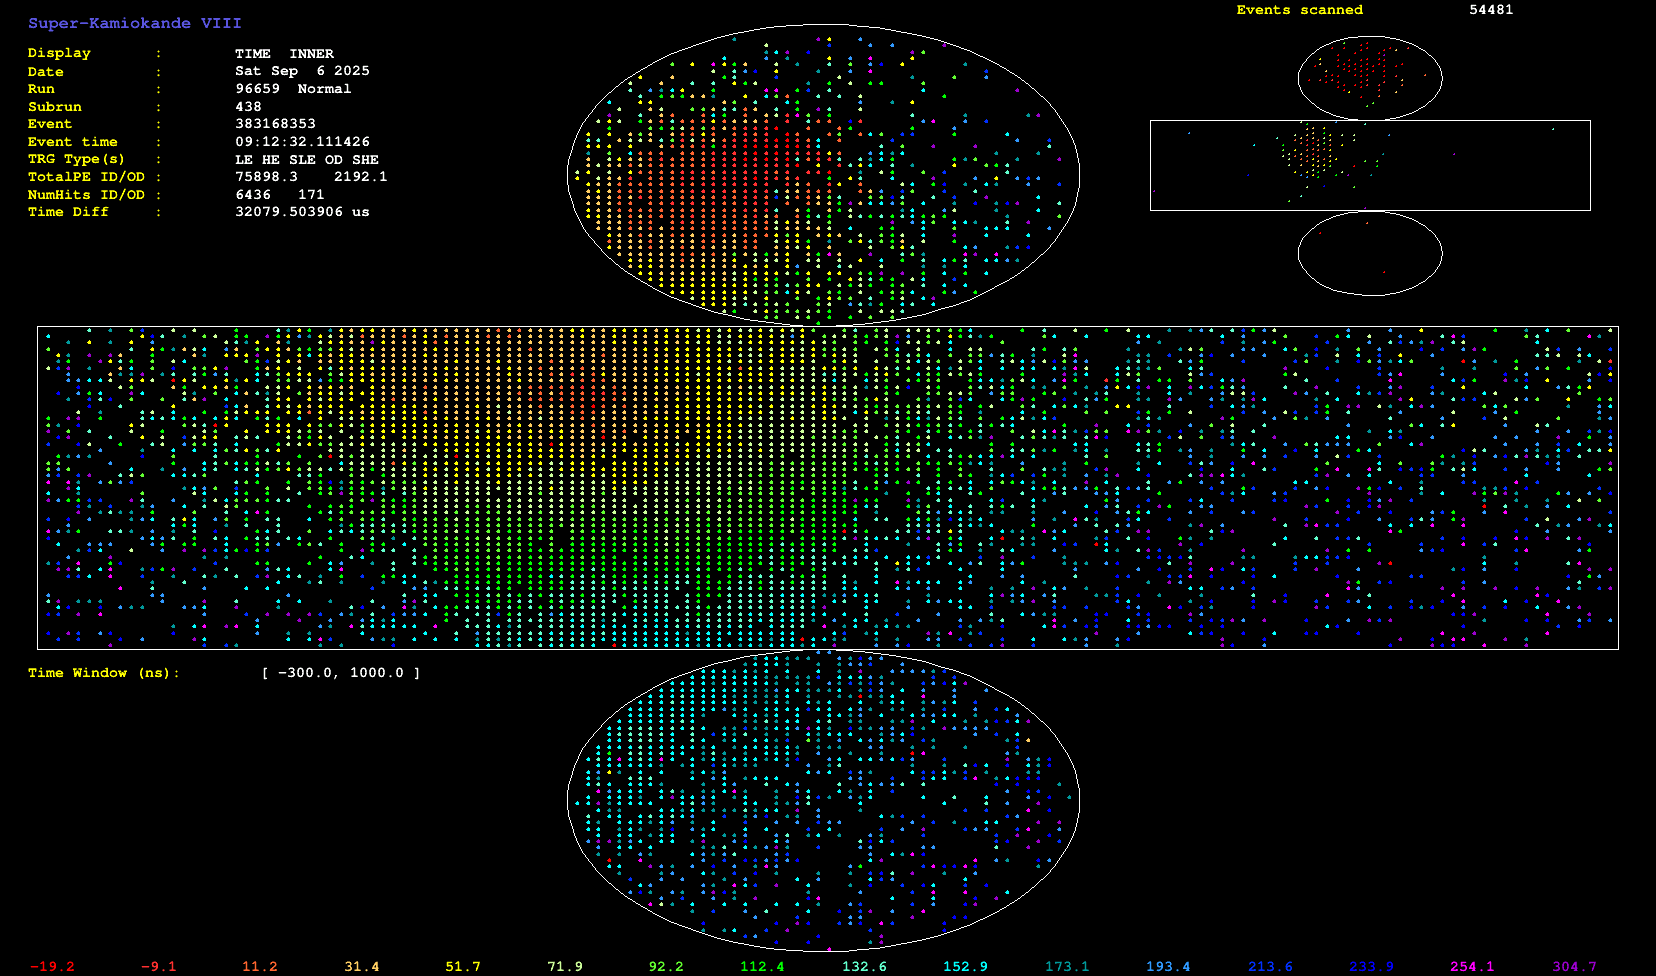 Super-Kamiokande VIII
Display : TIME INNER
Date : Sat Sep 6 2025
Run : 96659 Normal
Subrun : 438
Event : 383168353
Event time : 09:12:32.111426
TRG Type(s) : LE HE SLE OD SHE
TotalPE ID/OD : 75898.3 2192.1
NumHits ID/OD : 6436 171
Time Diff : 32079.503906 us
Events scanned 54481
Time Window (ns): [ -300.0, 1000.0 ]
-19.2 -9.1 11.2 31.4 51.7 71.9 92.2 112.4 132.6 152.9 173.1 193.4 213.6 233.9 254.1 304.7